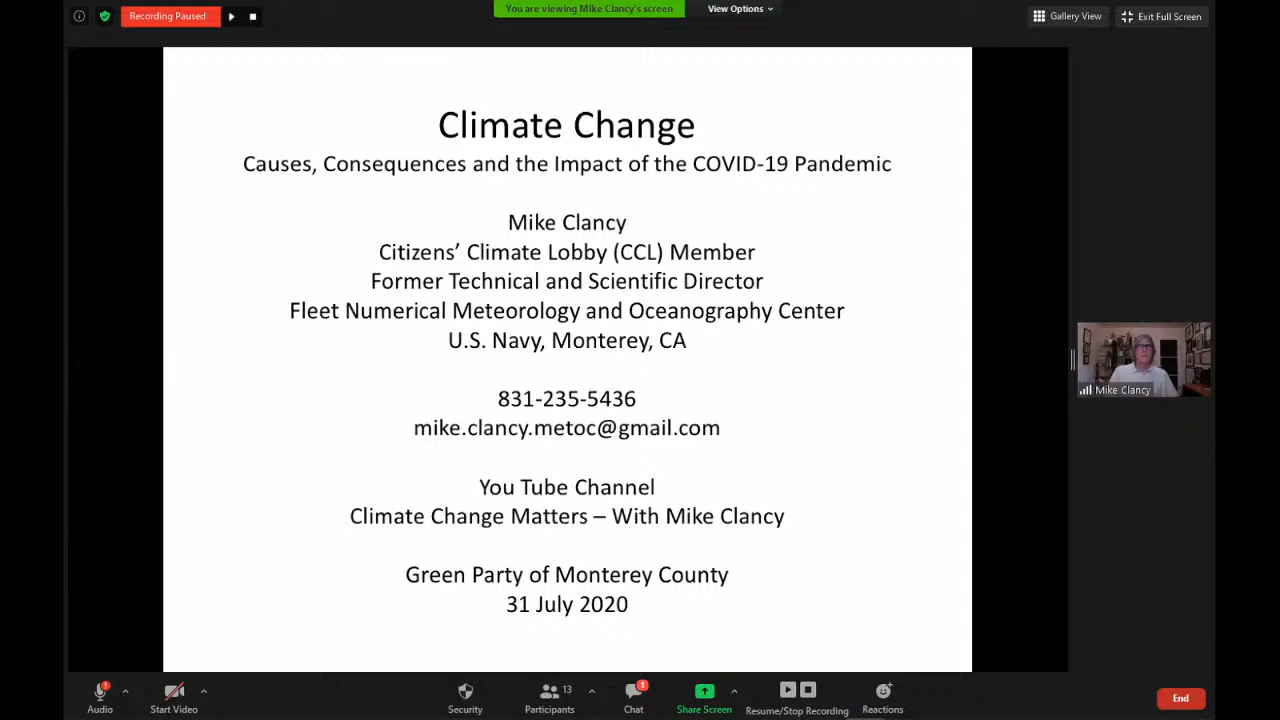 Recording Paused
You are viewing Mike Clancy's screen
View Options
Gallery View
Exit Full Screen
Climate Change
Causes, Consequences and the Impact of the COVID-19 Pandemic
Mike Clancy
Citizens’ Climate Lobby (CCL) Member
Former Technical and Scientific Director
Fleet Numerical Meteorology and Oceanography Center
U.S. Navy, Monterey, CA
831-235-5436
mike.clancy.metoc@gmail.com
You Tube Channel
Climate Change Matters – With Mike Clancy
Green Party of Monterey County
31 July 2020
Mike Clancy
Audio
Start Video
Security
13
Participants
1
Chat
Share Screen
Resume/Stop Recording
Reactions
End